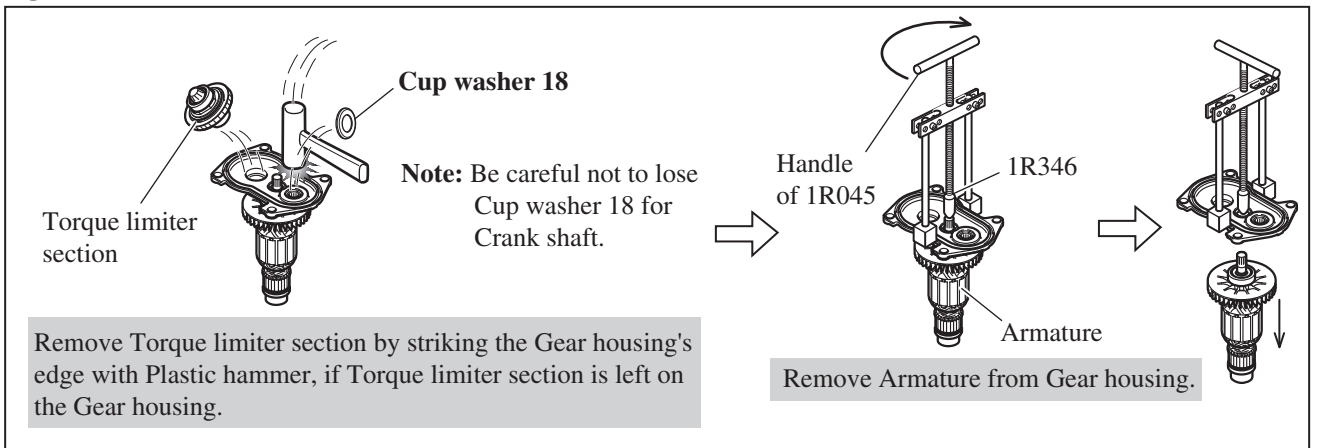 Cup washer 18
Note: Be careful not to lose
Cup washer 18 for
Crank shaft.
Torque limiter
section
Remove Torque limiter section by striking the Gear housing's
edge with Plastic hammer, if Torque limiter section is left on
the Gear housing.
Handle
of 1R045
1R346
Armature
Remove Armature from Gear housing.